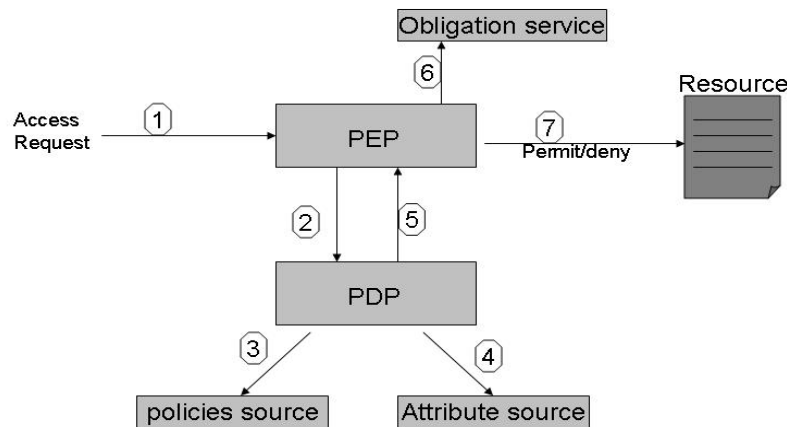 Obligation service
6
Resource
Access
Request
1
PEP
7
Permit/deny
2
5
PDP
3
4
policies source
Attribute source